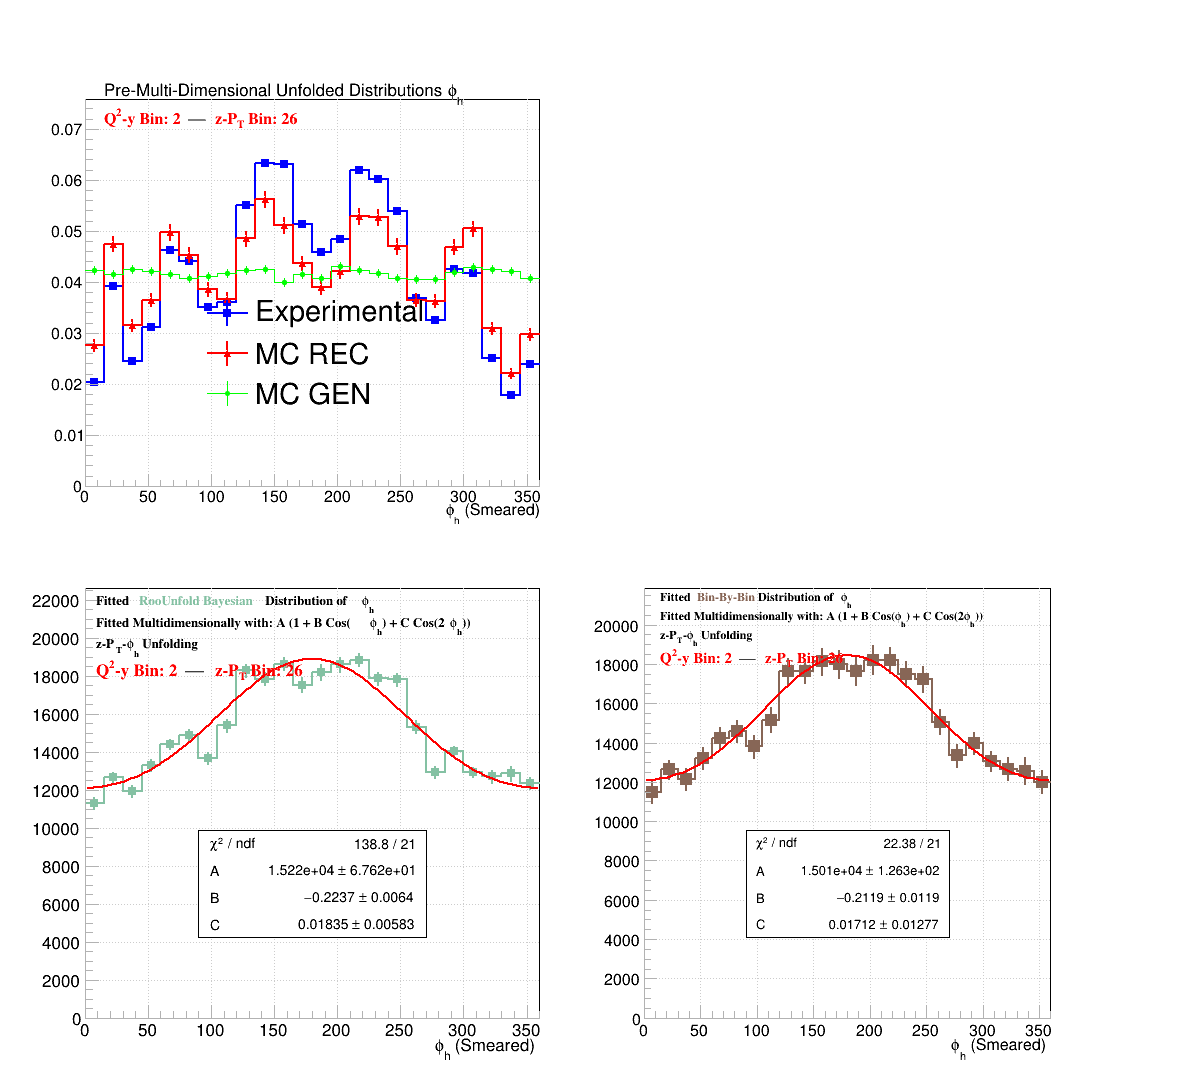 Pre-Multi-Dimensional Unfolded Distributions ϕh
Q²-y Bin: 2 — z-PT Bin: 26
0.07
0.06
0.05
0.04
0.03
0.02
0.01
0
Experimental
MC REC
MC GEN
0 50 100 150 200 250 300 350
ϕh (Smeared)
Fitted RooUnfold Bayesian Distribution of ϕh
Fitted Multidimensionally with: A (1 + B Cos( ϕh) + C Cos(2 ϕh))
z-PT-ϕh Unfolding
Q²-y Bin: 2 — z-PT Bin: 26
22000
20000
18000
16000
14000
12000
10000
8000
6000
4000
2000
0
χ² / ndf 138.8 / 21
A 1.522e+04 ± 6.762e+01
B −0.2237 ± 0.0064
C 0.01835 ± 0.00583
0 50 100 150 200 250 300 350
ϕh (Smeared)
Fitted Bin-By-Bin Distribution of ϕh
Fitted Multidimensionally with: A (1 + B Cos(ϕh) + C Cos(2ϕh))
z-PT-ϕh Unfolding
Q²-y Bin: 2 — z-PT Bin: 26
20000
18000
16000
14000
12000
10000
8000
6000
4000
2000
0
χ² / ndf 22.38 / 21
A 1.501e+04 ± 1.263e+02
B −0.2119 ± 0.0119
C 0.01712 ± 0.01277
0 50 100 150 200 250 300 350
ϕh (Smeared)